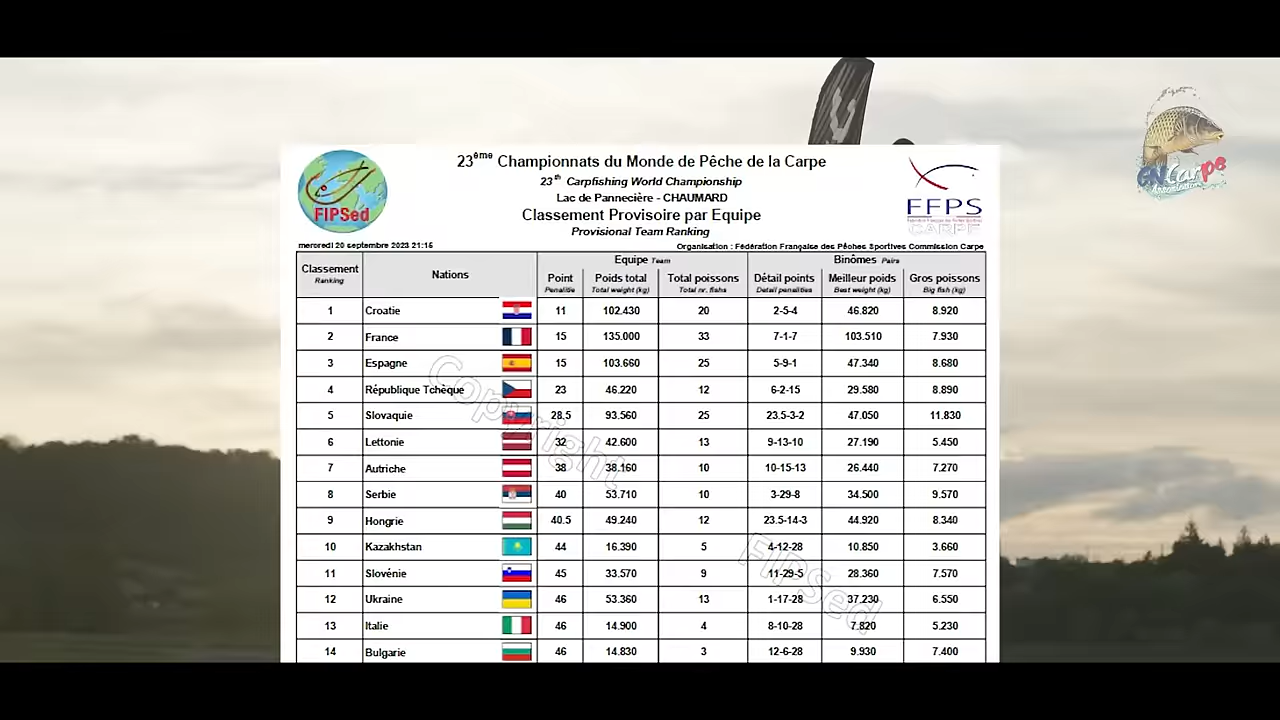 23ème Championnats du Monde de Pêche de la Carpe
23th Carpfishing World Championship
Lac de Pannecière - CHAUMARD
Classement Provisoire par Equipe
Provisional Team Ranking
FIPSed
FFPS
CARPE
CNCarpe
Association
mercredi 20 septembre 2023 21:15
Organisation : Fédération Française des Pêches Sportives Commission Carpe
Equipe Team Binômes Pairs
Classement Nations Point Poids total Total poissons Détail points Meilleur poids Gros poissons
Ranking Penalitie Total weight (kg) Total nr. fishs Detail penalities Best weight (kg) Big fish (kg)
1 Croatie 11 102.430 20 2-5-4 46.820 8.920
2 France 15 135.000 33 7-1-7 103.510 7.930
3 Espagne 15 103.660 25 5-9-1 47.340 8.680
4 République Tchèque 23 46.220 12 6-2-15 29.580 8.890
5 Slovaquie 28.5 93.560 25 23.5-3-2 47.050 11.830
6 Lettonie 32 42.600 13 9-13-10 27.190 5.450
7 Autriche 38 38.160 10 10-15-13 26.440 7.270
8 Serbie 40 53.710 10 3-29-8 34.500 9.570
9 Hongrie 40.5 49.240 12 23.5-14-3 44.920 8.340
10 Kazakhstan 44 16.390 5 4-12-28 10.850 3.660
11 Slovénie 45 33.570 9 11-29-5 28.360 7.570
12 Ukraine 46 53.360 13 1-17-28 37.230 6.550
13 Italie 46 14.900 4 8-10-28 7.820 5.230
14 Bulgarie 46 14.830 3 12-6-28 9.930 7.400
Copyright
FIPSed